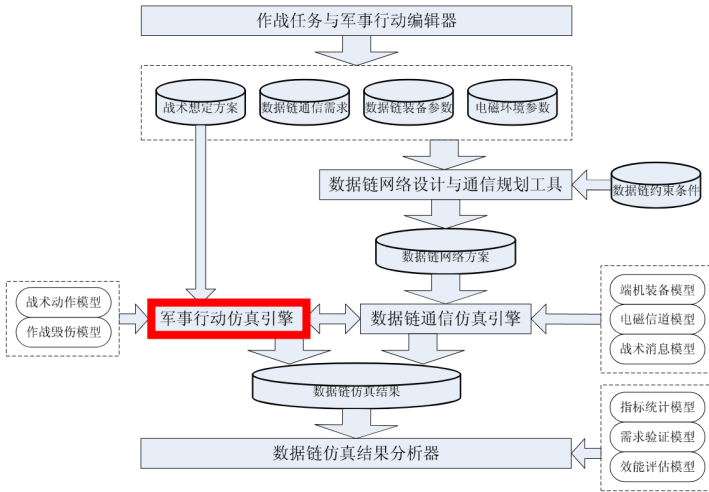 作战任务与军事行动编辑器
战术想定方案
数据链通信需求
数据链装备参数
电磁环境参数
数据链网络设计与通信规划工具
数据链约束条件
数据链网络方案
战术动作模型
作战毁伤模型
军事行动仿真引擎
数据链通信仿真引擎
端机装备模型
电磁信道模型
战术消息模型
数据链仿真结果
数据链仿真结果分析器
指标统计模型
需求验证模型
效能评估模型